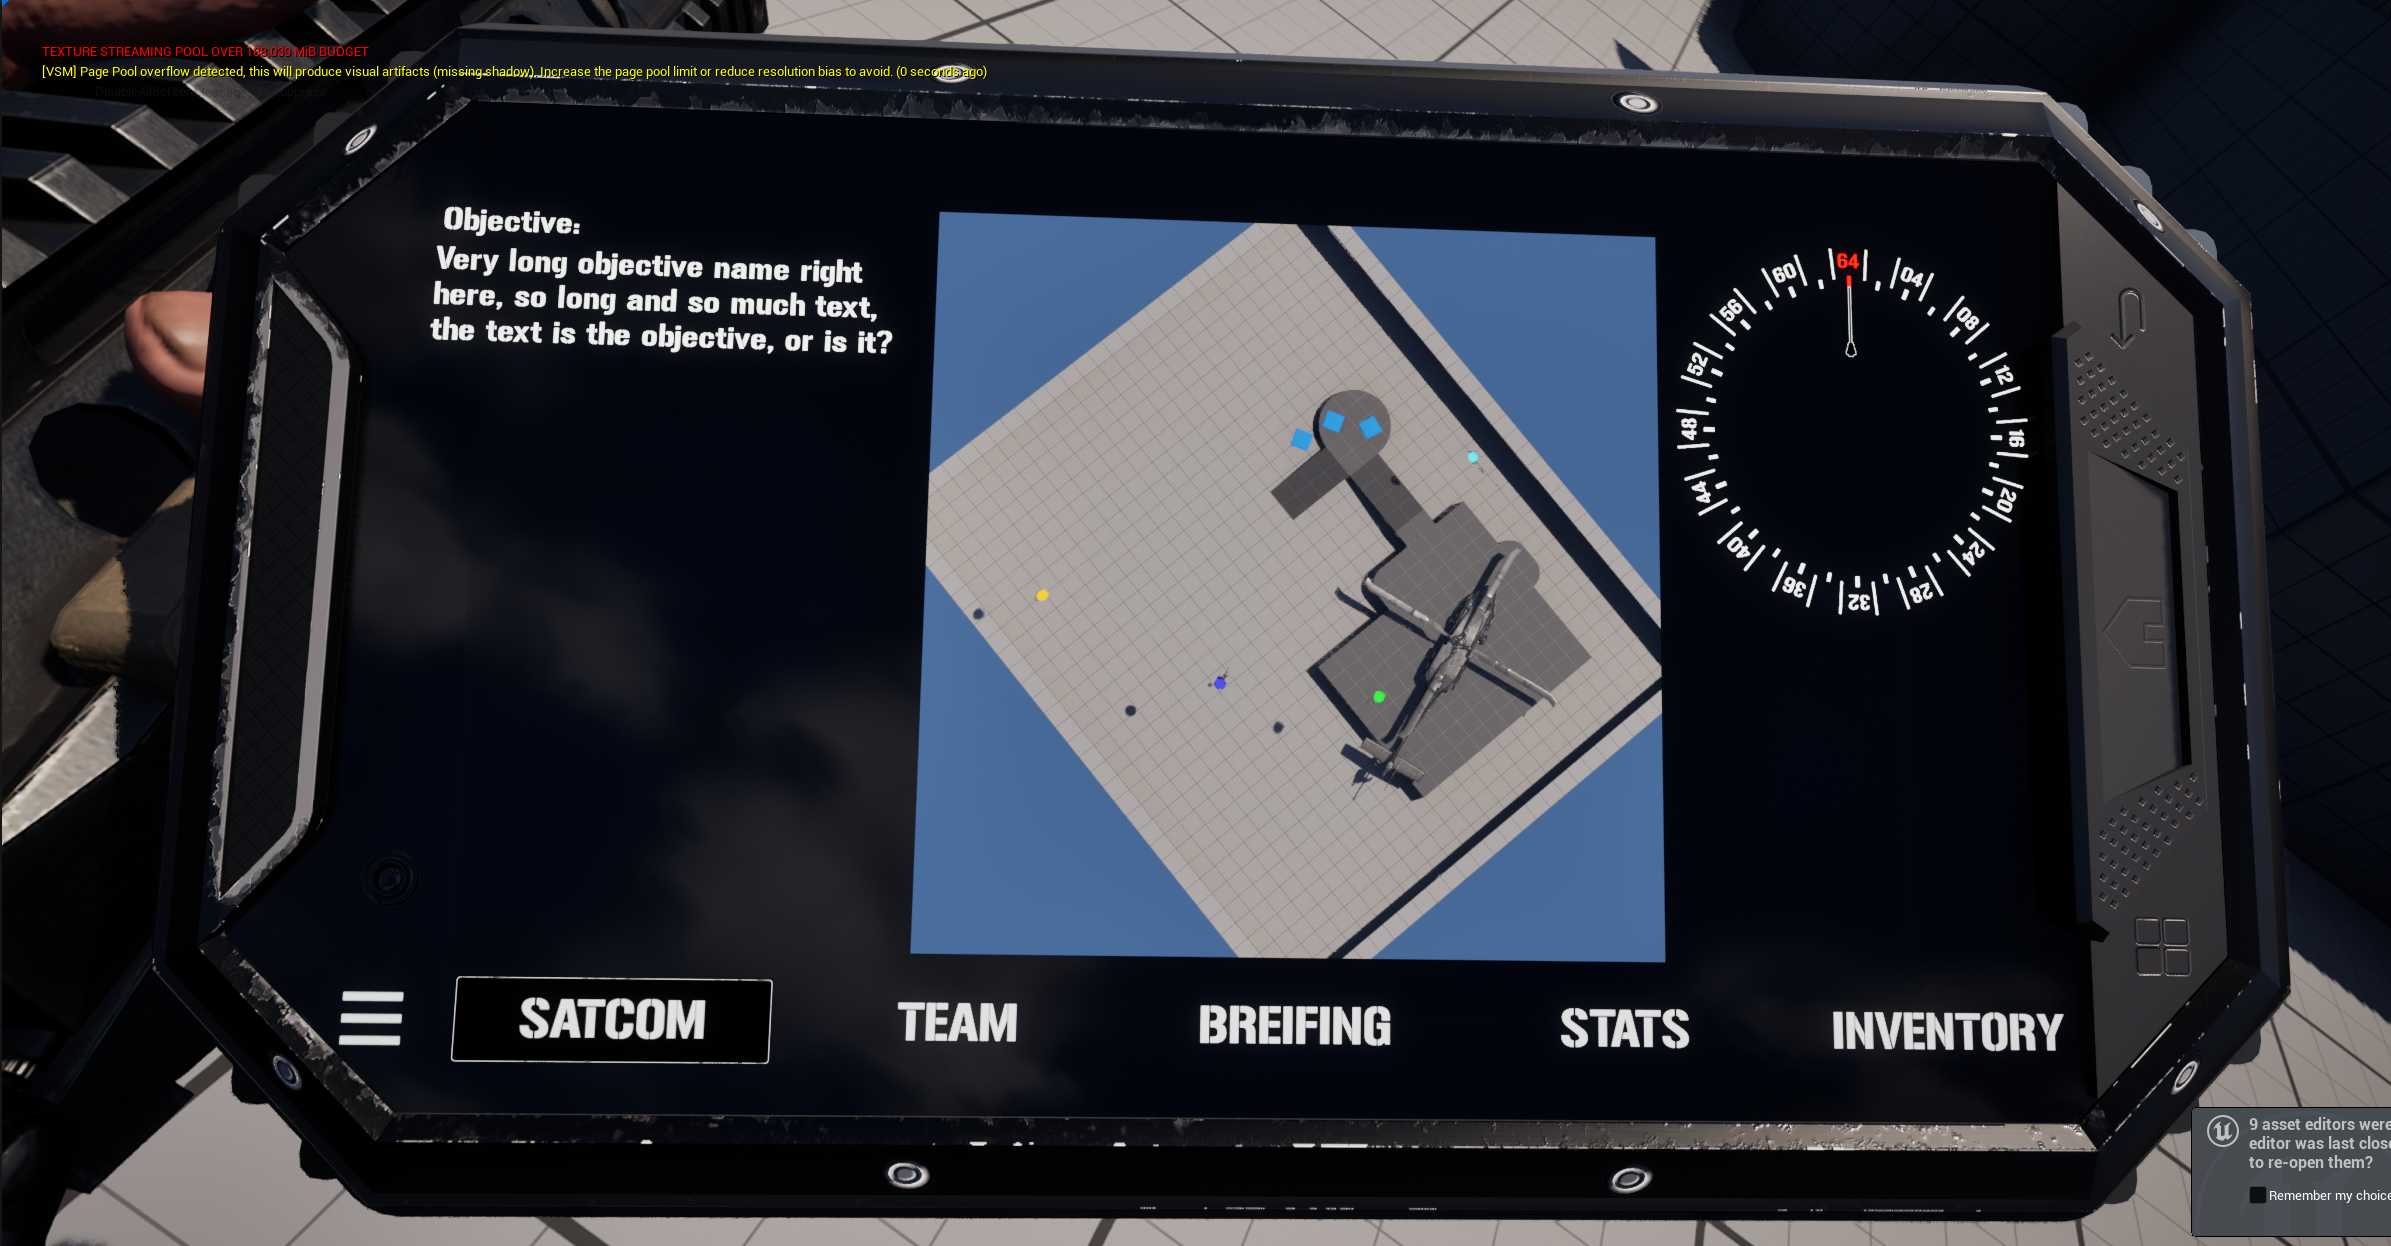 TEXTURE STREAMING POOL OVER 168.039 MiB BUDGET
[VSM] Page Pool overflow detected, this will produce visual artifacts (missing shadow). Increase the page pool limit or reduce resolution bias to avoid. (0 seconds ago)
Objective:
Very long objective name right
here, so long and so much text,
the text is the objective, or is it?
64
04
08
12
16
20
24
28
32
36
40
44
48
52
56
60
SATCOM
TEAM
BREIFING
STATS
INVENTORY
9 asset editors were
editor was last close
to re-open them?
Remember my choice